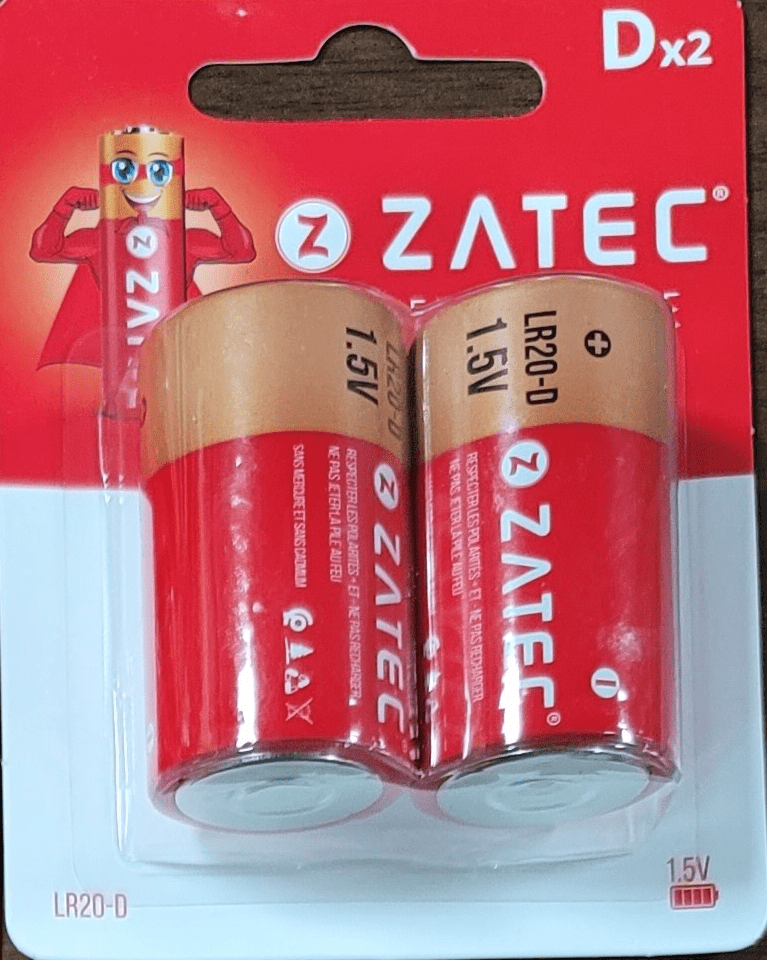 Dx2
ZATEC®
LR20-D
1.5V
RESPECTER LES POLARITÉS + ET - NE PAS RECHARGER
NE PAS JETER LA PILE AU FEU
SANS MERCURE ET SANS CADMIUM
ZATEC
+
LR20-D
1.5V
RESPECTER LES POLARITÉS + ET - NE PAS RECHARGER
NE PAS JETER LA PILE AU FEU
ZATEC®
1.5V
LR20-D